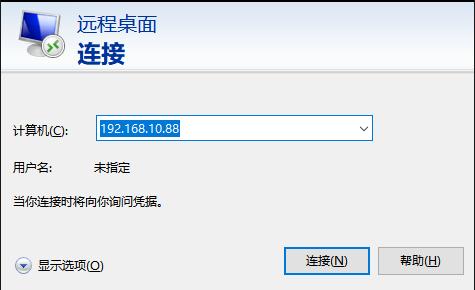 远程桌面
连接
计算机(C):
192.168.10.88
用户名:
未指定
当你连接时将向你询问凭据。
显示选项(O)
连接(N)
帮助(H)